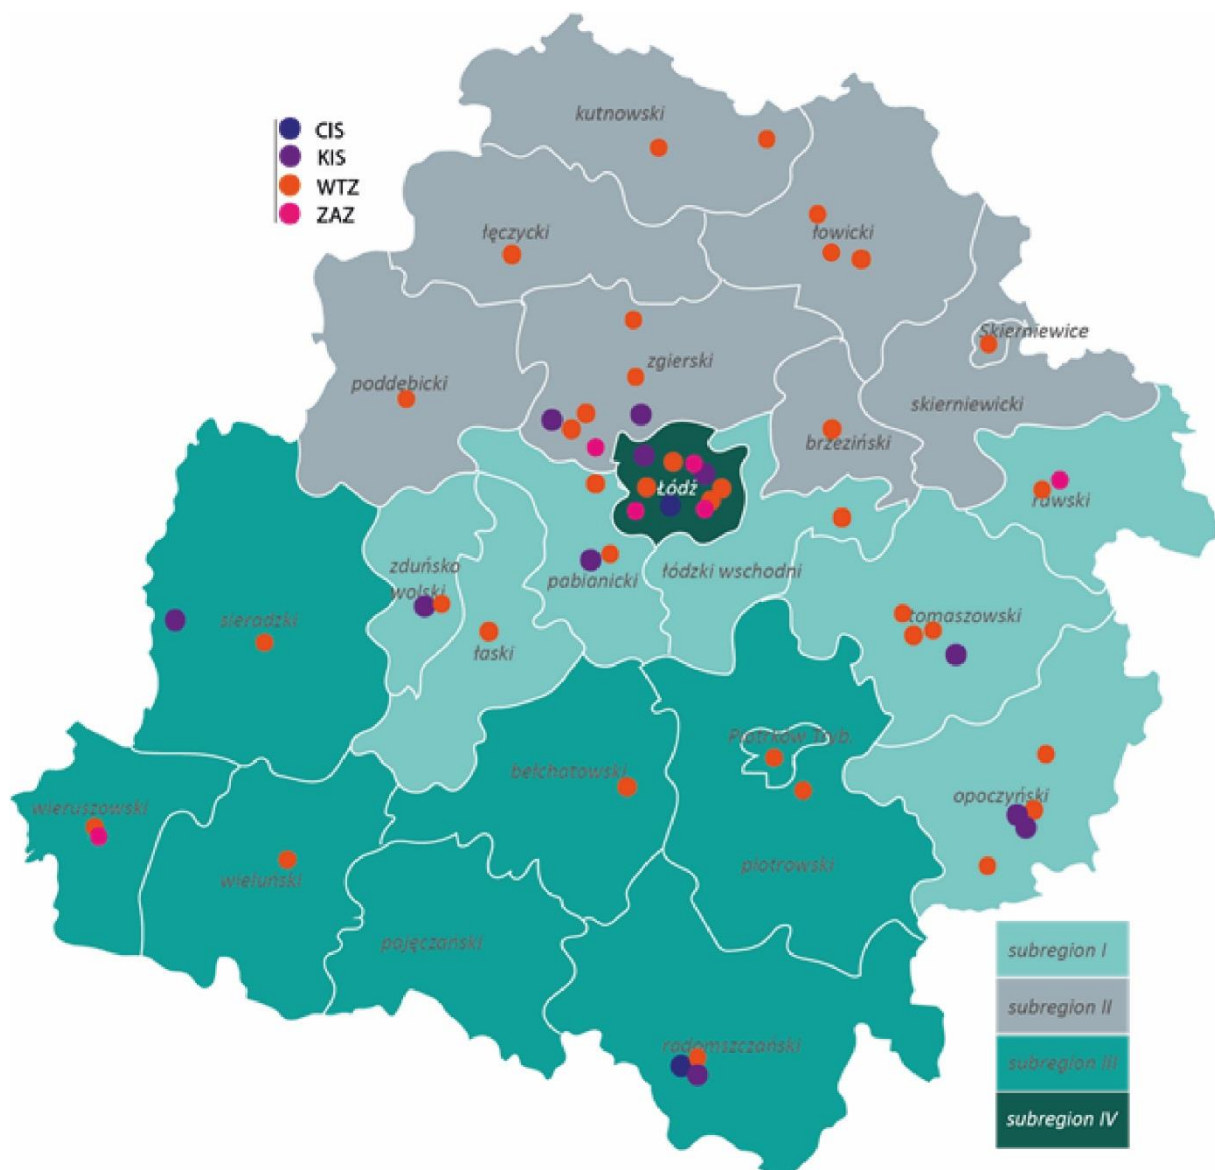 kutnowski
CIS
KIS
WTZ
ZAZ
łęczycki
łowicki
Skierniewice
zgierski
poddębicki
skierniewicki
brzeziński
Łódź
rawski
zduńsko
wolski
pabianicki
łódzki wschodni
sieradzki
łaski
tomaszowski
Piotrków Tryb.
bełchatowski
opoczyński
wieruszowski
wieluński
piotrowski
pajęczański
subregion I
subregion II
subregion III
subregion IV
radomszczański